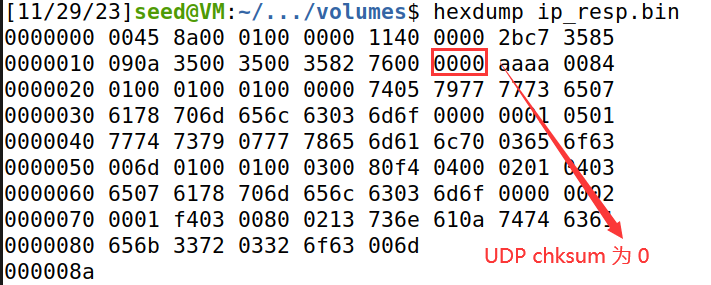 [11/29/23]seed@VM:~/.../volumes$ hexdump ip_resp.bin
0000000 0045 8a00 0100 0000 1140 0000 2bc7 3585
0000010 090a 3500 3500 3582 7600 0000 aaaa 0084
0000020 0100 0100 0100 0000 7405 7977 7773 6507
0000030 6178 706d 656c 6303 6d6f 0000 0001 0501
0000040 7774 7379 0777 7865 6d61 6c70 0365 6f63
0000050 006d 0100 0100 0300 80f4 0400 0201 0403
0000060 6507 6178 706d 656c 6303 6d6f 0000 0002
0000070 0001 f403 0080 0213 736e 610a 7474 6361
0000080 656b 3372 0332 6f63 006d
000008a
UDP chksum 为 0